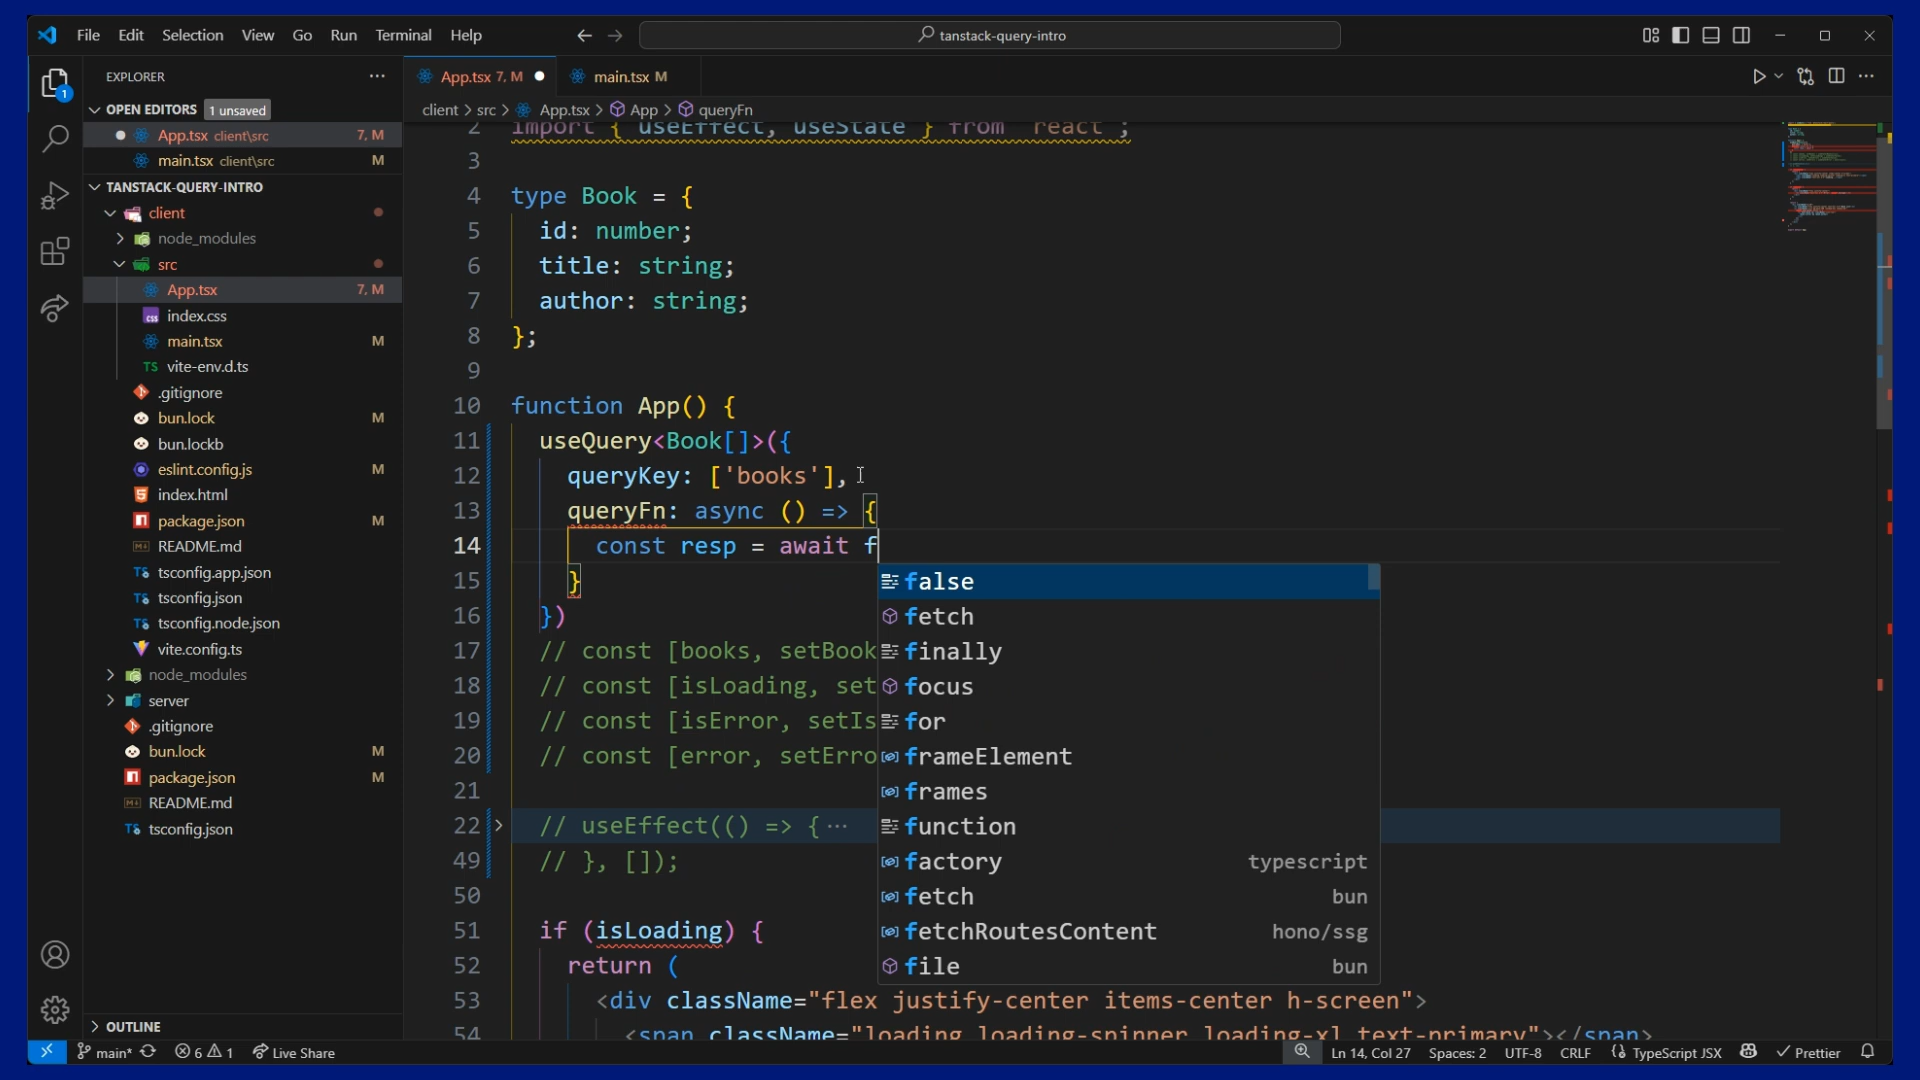 File Edit Selection View Go Run Terminal Help
tanstack-query-intro
EXPLORER
OPEN EDITORS 1 unsaved
App.tsx client\src 7, M
main.tsx client\src M
TANSTACK-QUERY-INTRO
client
node_modules
src
App.tsx 7, M
index.css
main.tsx M
TS vite-env.d.ts
.gitignore
bun.lock M
bun.lockb
eslint.config.js M
index.html
package.json M
README.md
tsconfig.app.json
tsconfig.json
tsconfig.node.json
vite.config.ts
node_modules
server
.gitignore
bun.lock M
package.json M
README.md
tsconfig.json
OUTLINE
App.tsx 7, M
main.tsx M
client > src > App.tsx > App > queryFn
2 import { useEffect, useState } from 'react';
3
4 type Book = {
5 id: number;
6 title: string;
7 author: string;
8 };
9
10 function App() {
11 useQuery<Book[]>({
12 queryKey: ['books'],
13 queryFn: async () => {
14 const resp = await f
15 }
16 })
17 // const [books, setBook
18 // const [isLoading, set
19 // const [isError, setIs
20 // const [error, setErro
21
22 // useEffect(() => {···
49 // }, []);
50
51 if (isLoading) {
52 return (
53 <div className="flex justify-center items-center h-screen">
54 <span className="loading loading-spinner loading-xl text-primary"></span>
false
fetch
finally
focus
for
frameElement
frames
function
factory typescript
fetch bun
fetchRoutesContent hono/ssg
file bun
main* 6 1 Live Share
Ln 14, Col 27 Spaces: 2 UTF-8 CRLF TypeScript JSX Prettier